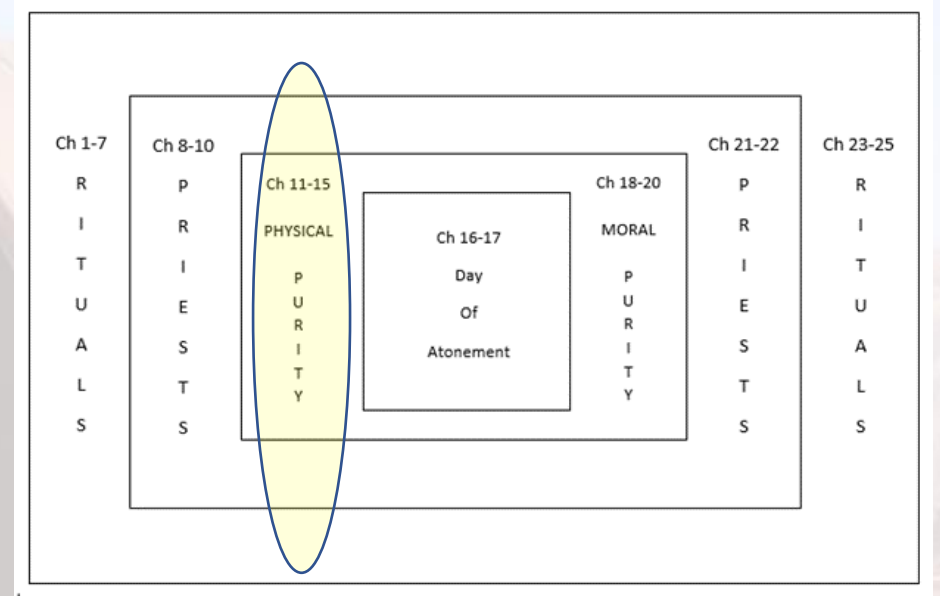 Ch 1-7
R
I
T
U
A
L
S
Ch 8-10
P
R
I
E
S
T
S
Ch 11-15
PHYSICAL
P
U
R
I
T
Y
Ch 16-17
Day
Of
Atonement
Ch 18-20
MORAL
P
U
R
I
T
Y
Ch 21-22
P
R
I
E
S
T
S
Ch 23-25
R
I
T
U
A
L
S